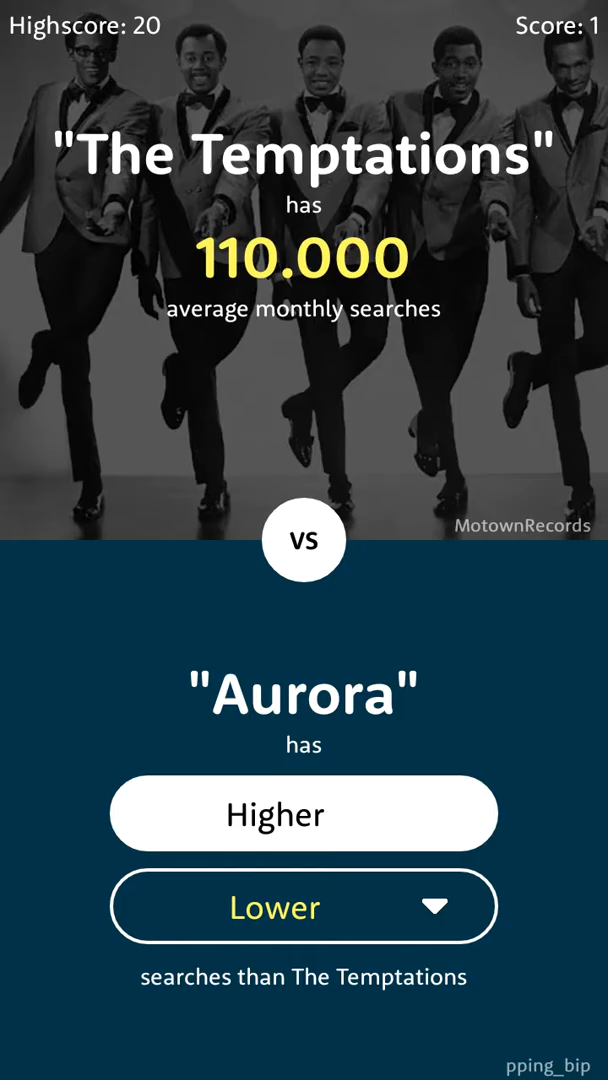 Highscore: 20
Score: 1
"The Temptations"
has
110.000
average monthly searches
MotownRecords
VS
"Aurora"
has
Higher
Lower
searches than The Temptations
pping_bip